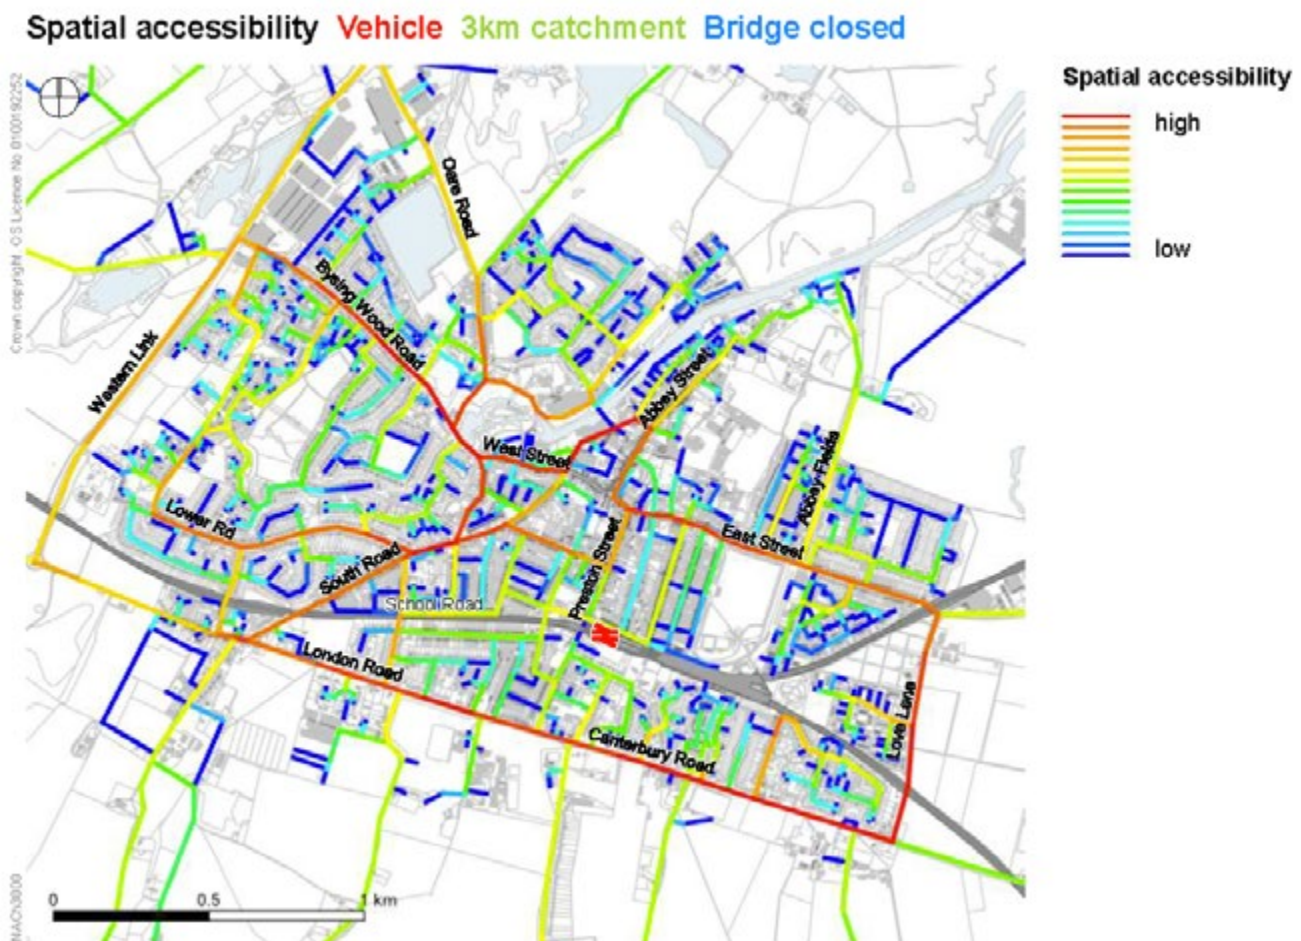 Spatial accessibility Vehicle 3km catchment Bridge closed
Spatial accessibility
high
low
Crown copyright OS Licence No 0100192252
Oare Road
Bysing Wood Road
Western Link
Abbey Street
West Street
Abbey Fields
Lower Rd
East Street
Preston Street
South Road
School Road
London Road
Love Lane
Canterbury Road
0 0.5 1 km